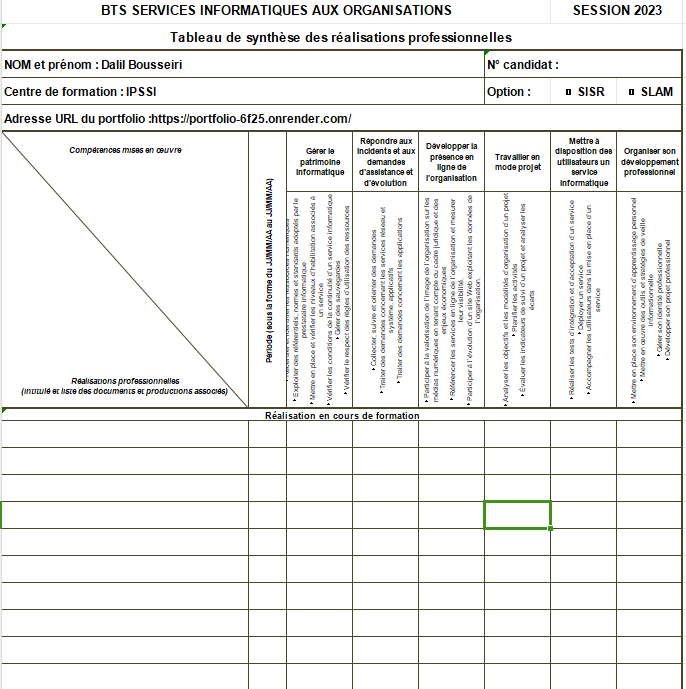 BTS SERVICES INFORMATIQUES AUX ORGANISATIONS
SESSION 2023
Tableau de synthèse des réalisations professionnelles
NOM et prénom : Dalil Bousseiri
N° candidat :
Centre de formation : IPSSI
Option :
SISR
SLAM
Adresse URL du portfolio :https://portfolio-6f25.onrender.com/
Compétences mises en œuvre
Réalisations professionnelles
(intitulé et liste des documents et productions associés)
Période (sous la forme du JJ/MM/AA au JJ/MM/AA)
Gérer le
patrimoine
informatique
Répondre aux
incidents et aux
demandes
d'assistance et
d'évolution
Développer la
présence en
ligne de
l'organisation
Travailler en
mode projet
Mettre à
disposition des
utilisateurs un
service
informatique
Organiser son
développement
professionnel
‣ Exploiter des référentiels, normes et standards adoptés par le
prestataire informatique
‣ Mettre en place et vérifier les niveaux d'habilitation associés à
un service
‣ Vérifier les conditions de la continuité d'un service informatique
‣ Gérer des sauvegardes
‣ Vérifier le respect des règles d'utilisation des ressources
‣ Collecter, suivre et orienter des demandes
‣ Traiter des demandes concernant les services réseau et
système, applicatifs
‣ Traiter des demandes concernant les applications
‣ Participer à la valorisation de l'image de l'organisation sur les
médias numériques en tenant compte du cadre juridique et des
enjeux économiques
‣ Référencer les services en ligne de l'organisation et mesurer
leur visibilité.
‣ Participer à l'évolution d'un site Web exploitant les données de
l'organisation.
‣ Analyser les objectifs et les modalités d'organisation d'un projet
‣ Planifier les activités
‣ Évaluer les indicateurs de suivi d'un projet et analyser les
écarts
‣ Réaliser les tests d'intégration et d'acceptation d'un service
‣ Déployer un service
‣ Accompagner les utilisateurs dans la mise en place d'un
service
‣ Mettre en place son environnement d'apprentissage personnel
‣ Mettre en œuvre des outils et stratégies de veille
informationnelle
‣ Gérer son identité professionnelle
‣ Développer son projet professionnel
Réalisation en cours de formation